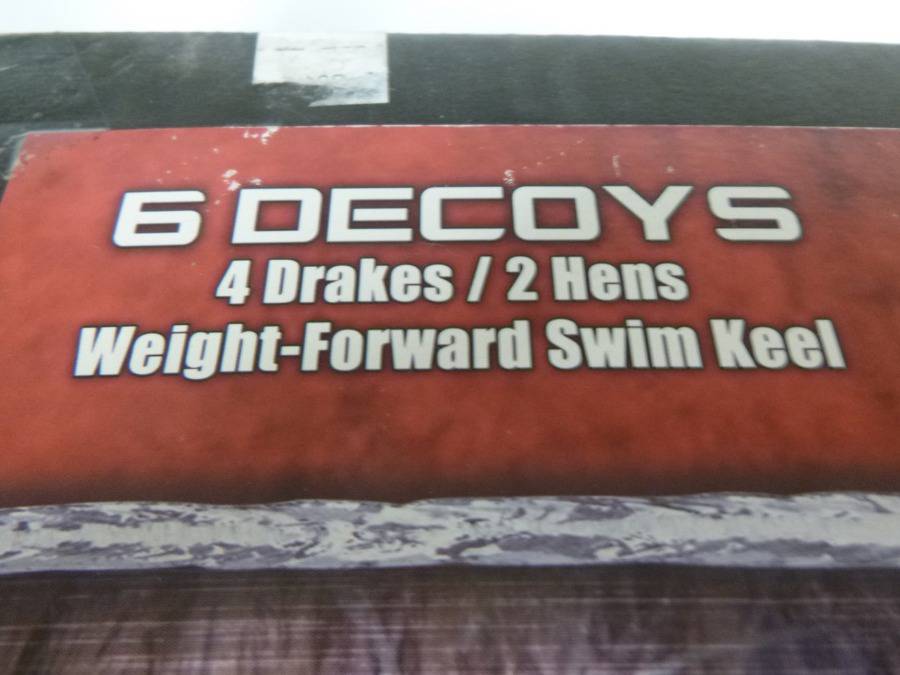 6 DECOYS
4 Drakes / 2 Hens
Weight-Forward Swim Keel